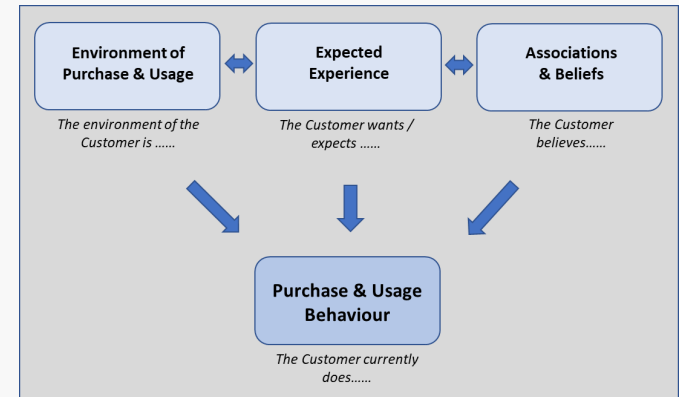 Environment of
Purchase & Usage
The environment of the
Customer is ......
Expected
Experience
The Customer wants /
expects ......
Associations
& Beliefs
The Customer
believes......
Purchase & Usage
Behaviour
The Customer currently
does......